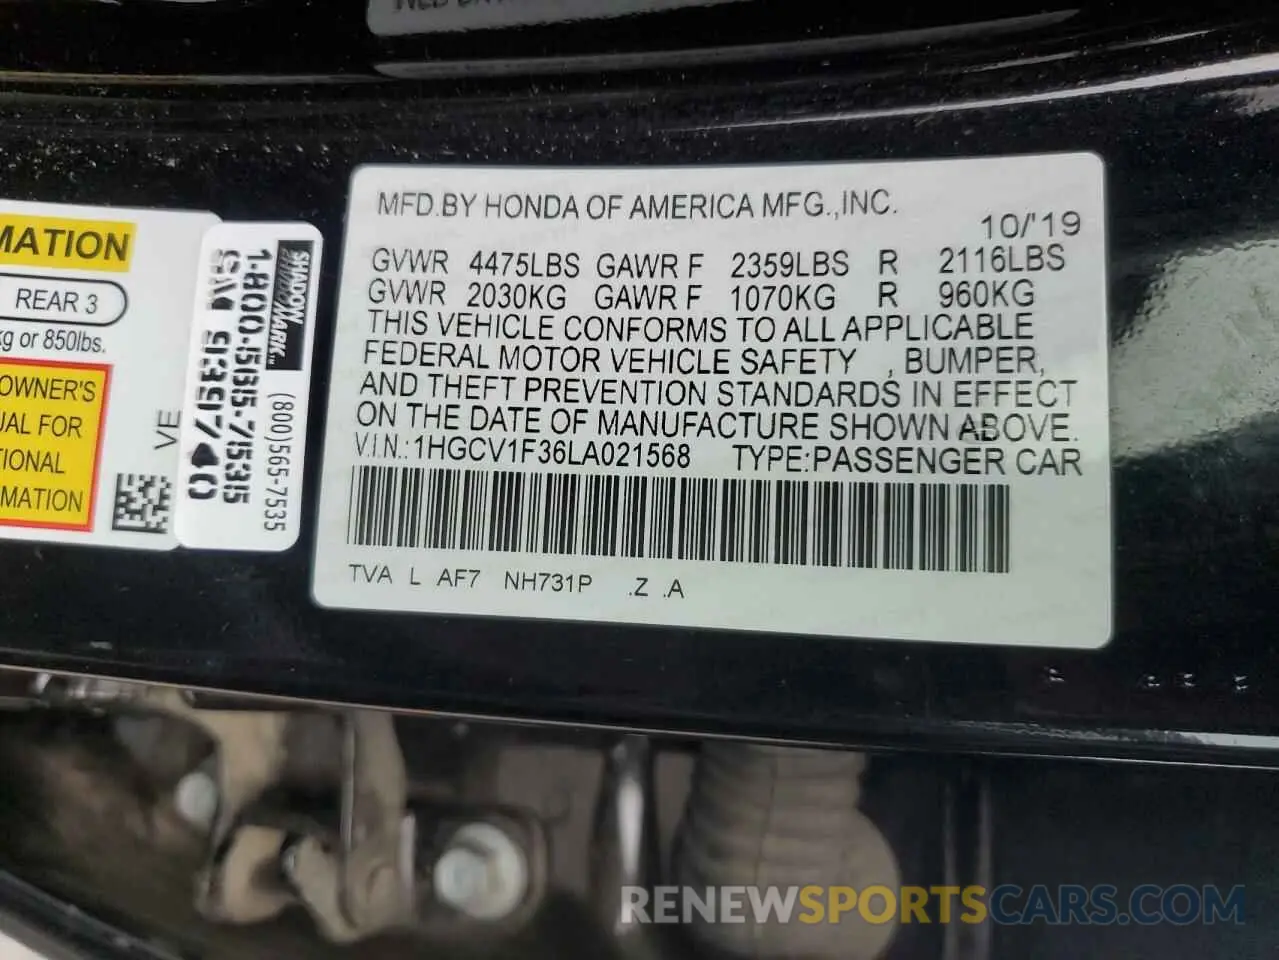 MFD.BY HONDA OF AMERICA MFG.,INC.
10/'19
GVWR 4475LBS GAWR F 2359LBS R 2116LBS
GVWR 2030KG GAWR F 1070KG R 960KG
THIS VEHICLE CONFORMS TO ALL APPLICABLE
FEDERAL MOTOR VEHICLE SAFETY , BUMPER,
AND THEFT PREVENTION STANDARDS IN EFFECT
ON THE DATE OF MANUFACTURE SHOWN ABOVE.
V.I.N.:1HGCV1F36LA021568 TYPE:PASSENGER CAR
TVA L AF7 NH731P .Z .A
MATION
REAR 3
kg or 850lbs.
OWNER'S
UAL FOR
TIONAL
MATION
VE
SHADOW
MARK
1-800-565-7535
(800)565-7535
RENEWSPORTSCARS.COM